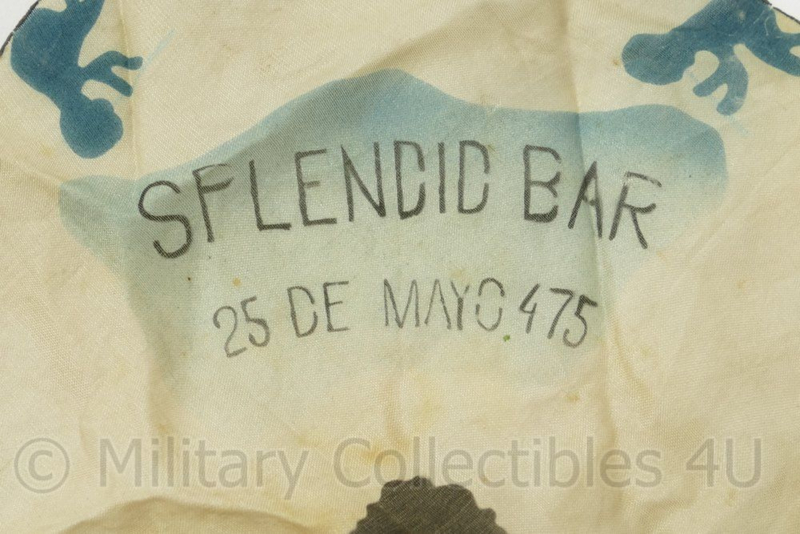 SPLENDID BAR
25 DE MAYO 475
© Military Collectibles 4U